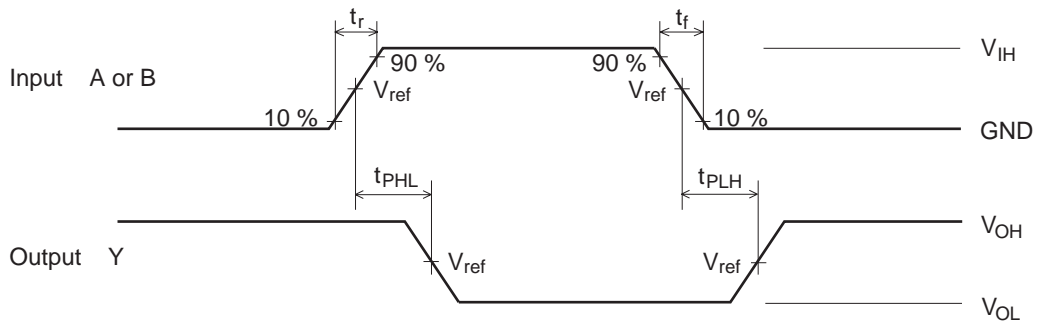 tr
tf
90 %
90 %
VIH
Input A or B
Vref
Vref
10 %
10 %
GND
tPHL
tPLH
VOH
Output Y
Vref
Vref
VOL